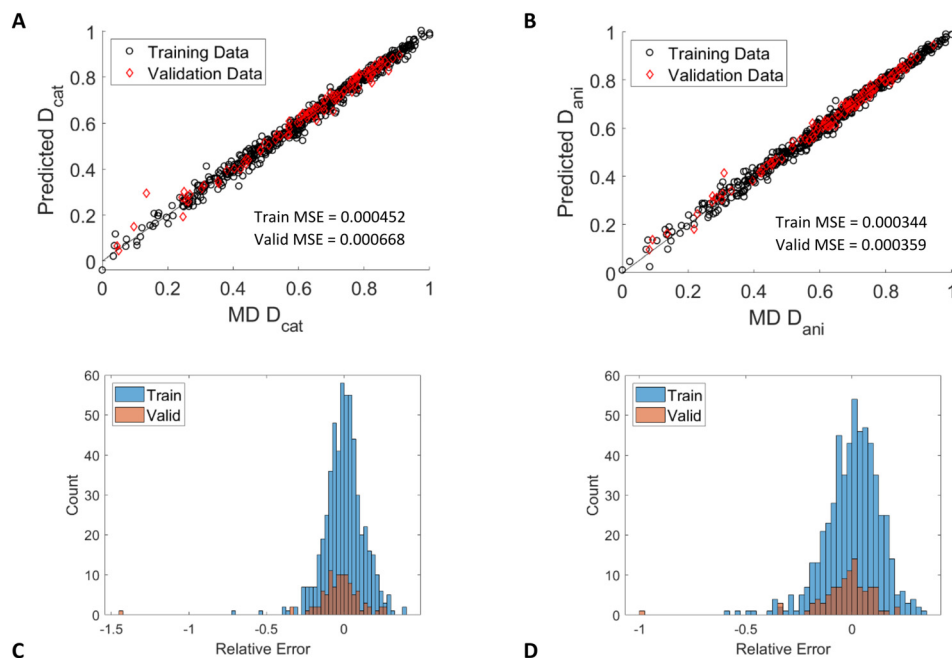 A
Predicted D_cat
1
0.8
0.6
0.4
0.2
0
Training Data
Validation Data
Train MSE = 0.000452
Valid MSE = 0.000668
0 0.2 0.4 0.6 0.8 1
MD D_cat
B
Predicted D_ani
1
0.8
0.6
0.4
0.2
0
Training Data
Validation Data
Train MSE = 0.000344
Valid MSE = 0.000359
0 0.2 0.4 0.6 0.8 1
MD D_ani
Count
60
50
40
30
20
10
0
Train
Valid
-1.5 -1 -0.5 0
Relative Error
C
Count
60
50
40
30
20
10
0
Train
Valid
-1 -0.5 0
Relative Error
D